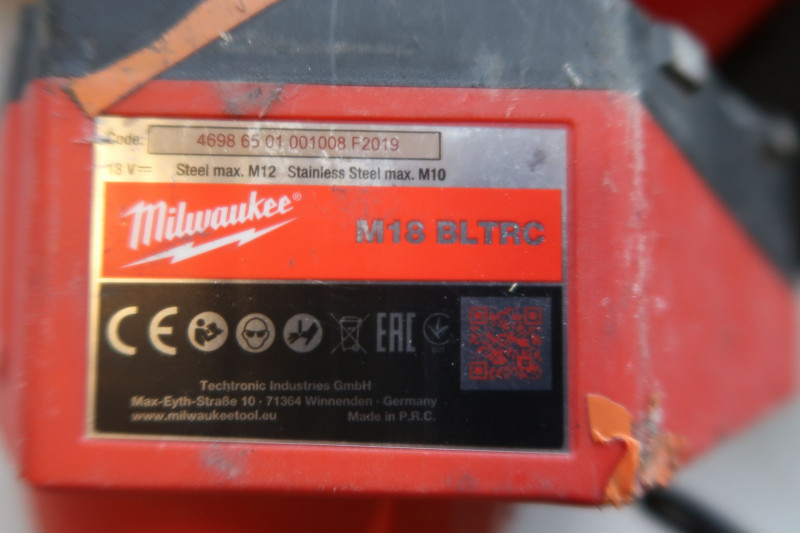 Code: 4698 65 01 001008 F2019
18 V Steel max. M12 Stainless Steel max. M10
Milwaukee®
M18 BLTRC
CE EAC
Techtronic Industries GmbH
Max-Eyth-Straße 10 · 71364 Winnenden · Germany
www.milwaukeetool.eu Made in P.R.C.